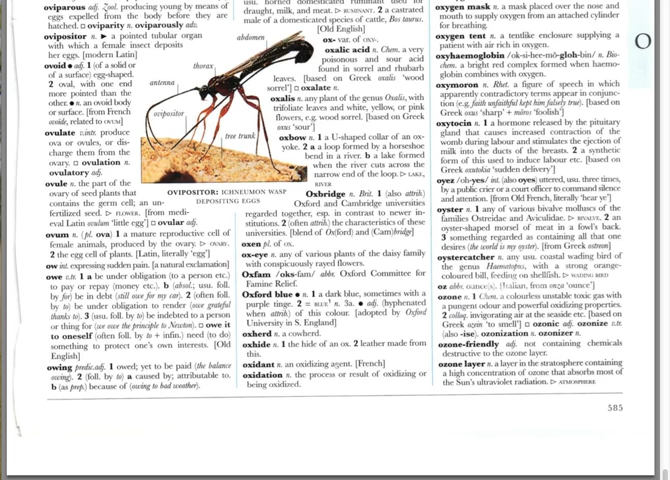 oviparous adj. Zool. producing young by means of
eggs expelled from the body before they are
hatched. □ oviparity n. oviparously adv.
ovipositor n. ► a pointed tubular organ
with which a female insect deposits
her eggs. [modern Latin]
ovoid ● adj. 1 (of a solid or
of a surface) egg-shaped.
2 oval, with one end
more pointed than the
other. ● n. an ovoid body
or surface. [from French
ovoïde, related to OVUM]
ovulate v.intr. produce
ova or ovules, or dis-
charge them from the
ovary. □ ovulation n.
ovulatory adj.
ovule n. the part of the
ovary of seed plants that
contains the germ cell; an un-
fertilized seed. ▷ FLOWER. [from medi-
eval Latin ovulum 'little egg'] □ ovular adj.
ovum n. (pl. ova) 1 a mature reproductive cell of
female animals, produced by the ovary. ▷ OVARY.
2 the egg cell of plants. [Latin, literally 'egg']
ow int. expressing sudden pain. [a natural exclamation]
owe v.tr. 1 a be under obligation (to a person etc.)
to pay or repay (money etc.). b (absol.; usu. foll.
by for) be in debt (still owe for my car). 2 (often foll.
by to) be under obligation to render (owe grateful
thanks to). 3 (usu. foll. by to) be indebted to a person
or thing for (we owe the principle to Newton). □ owe it
to oneself (often foll. by to + infin.) need (to do)
something to protect one's own interests. [Old
English]
owing predic.adj. 1 owed; yet to be paid (the balance
owing). 2 (foll. by to) a caused by; attributable to.
b (as prep.) because of (owing to bad weather).
usu. horned domesticated ruminant used for
draught, milk, and meat. ▷ RUMINANT. 2 a castrated
male of a domesticated species of cattle, Bos taurus.
[Old English]
ox- var. of OXY-.
oxalic acid n. Chem. a very
poisonous and sour acid
found in sorrel and rhubarb
leaves. [based on Greek oxalis 'wood
sorrel'] □ oxalate n.
oxalis n. any plant of the genus Oxalis, with
trifoliate leaves and white, yellow, or pink
flowers, e.g. wood sorrel. [based on Greek
oxus 'sour']
oxbow n. 1 a U-shaped collar of an ox-
yoke. 2 a a loop formed by a horseshoe
bend in a river. b a lake formed
when the river cuts across the
narrow end of the loop. ▷ LAKE,
RIVER
Oxbridge n. Brit. 1 (also attrib.)
Oxford and Cambridge universities
regarded together, esp. in contrast to newer in-
stitutions. 2 (often attrib.) the characteristics of these
universities. [blend of Ox(ford) and (Cam)bridge]
oxen pl. of OX.
ox-eye n. any of various plants of the daisy family
with conspicuously rayed flowers.
Oxfam /oks-fam/ abbr. Oxford Committee for
Famine Relief.
Oxford blue ● n. 1 a dark blue, sometimes with a
purple tinge. 2 = BLUE¹ n. 3a. ● adj. (hyphenated
when attrib.) of this colour. [adopted by Oxford
University in S. England]
oxherd n. a cowherd.
oxhide n. 1 the hide of an ox. 2 leather made from
this.
oxidant n. an oxidizing agent. [French]
oxidation n. the process or result of oxidizing or
being oxidized.
abdomen
thorax
antenna
ovipositor
tree trunk
OVIPOSITOR: ICHNEUMON WASP
DEPOSITING EGGS
oxygen mask n. a mask placed over the nose and
mouth to supply oxygen from an attached cylinder
for breathing.
oxygen tent n. a tentlike enclosure supplying a
patient with air rich in oxygen.
oxyhaemoglobin /ok-si-hee-mŏ-gloh-bin/ n. Bio-
chem. a bright red complex formed when haemo-
globin combines with oxygen.
oxymoron n. Rhet. a figure of speech in which
apparently contradictory terms appear in conjunc-
tion (e.g. faith unfaithful kept him falsely true). [based on
Greek oxus 'sharp' + mōros 'foolish']
oxytocin n. 1 a hormone released by the pituitary
gland that causes increased contraction of the
womb during labour and stimulates the ejection of
milk into the ducts of the breasts. 2 a synthetic
form of this used to induce labour etc. [based on
Greek oxutokia 'sudden delivery']
oyez /oh-yes/ int. (also oyes) uttered, usu. three times,
by a public crier or a court officer to command silence
and attention. [from Old French, literally 'hear ye']
oyster n. 1 any of various bivalve molluscs of the
families Ostreidae and Aviculidae. ▷ BIVALVE. 2 an
oyster-shaped morsel of meat in a fowl's back.
3 something regarded as containing all that one
desires (the world is my oyster). [from Greek ostreon]
oystercatcher n. any usu. coastal wading bird of
the genus Haematopus, with a strong orange-
coloured bill, feeding on shellfish. ▷ WADING BIRD
oz abbr. ounce(s). [Italian, from onza 'ounce']
ozone n. 1 Chem. a colourless unstable toxic gas with
a pungent odour and powerful oxidizing properties.
2 colloq. invigorating air at the seaside etc. [based on
Greek ozein 'to smell'] □ ozonic adj. ozonize v.tr.
(also -ise). ozonization n. ozonizer n.
ozone-friendly adj. not containing chemicals
destructive to the ozone layer.
ozone layer n. a layer in the stratosphere containing
a high concentration of ozone that absorbs most of
the Sun's ultraviolet radiation. ▷ ATMOSPHERE
O
585